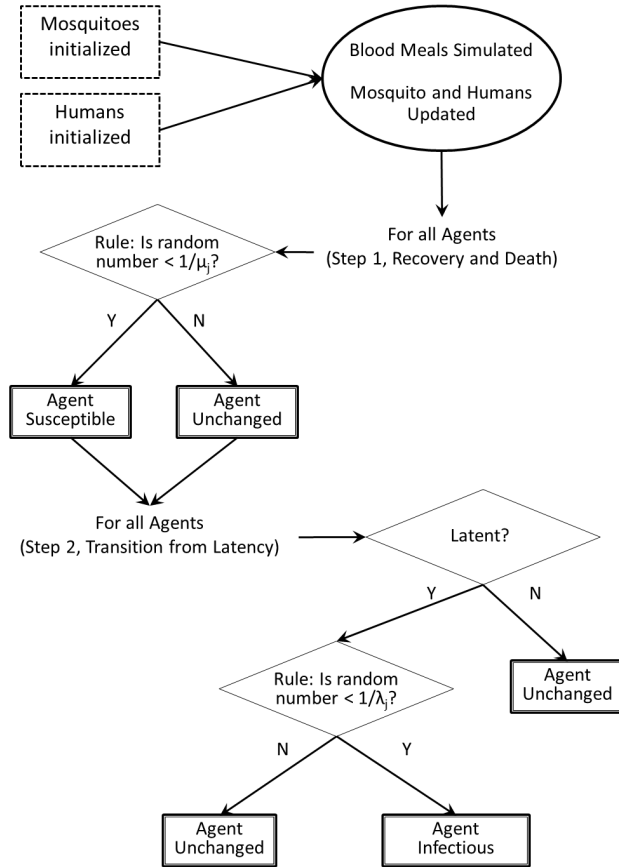 Mosquitoes
initialized
Humans
initialized
Blood Meals Simulated
Mosquito and Humans
Updated
For all Agents
(Step 1, Recovery and Death)
Rule: Is random
number < 1/μj?
Y
N
Agent
Susceptible
Agent
Unchanged
For all Agents
(Step 2, Transition from Latency)
Latent?
Y
N
Rule: Is random
number < 1/λj?
Agent
Unchanged
N
Y
Agent
Unchanged
Agent
Infectious